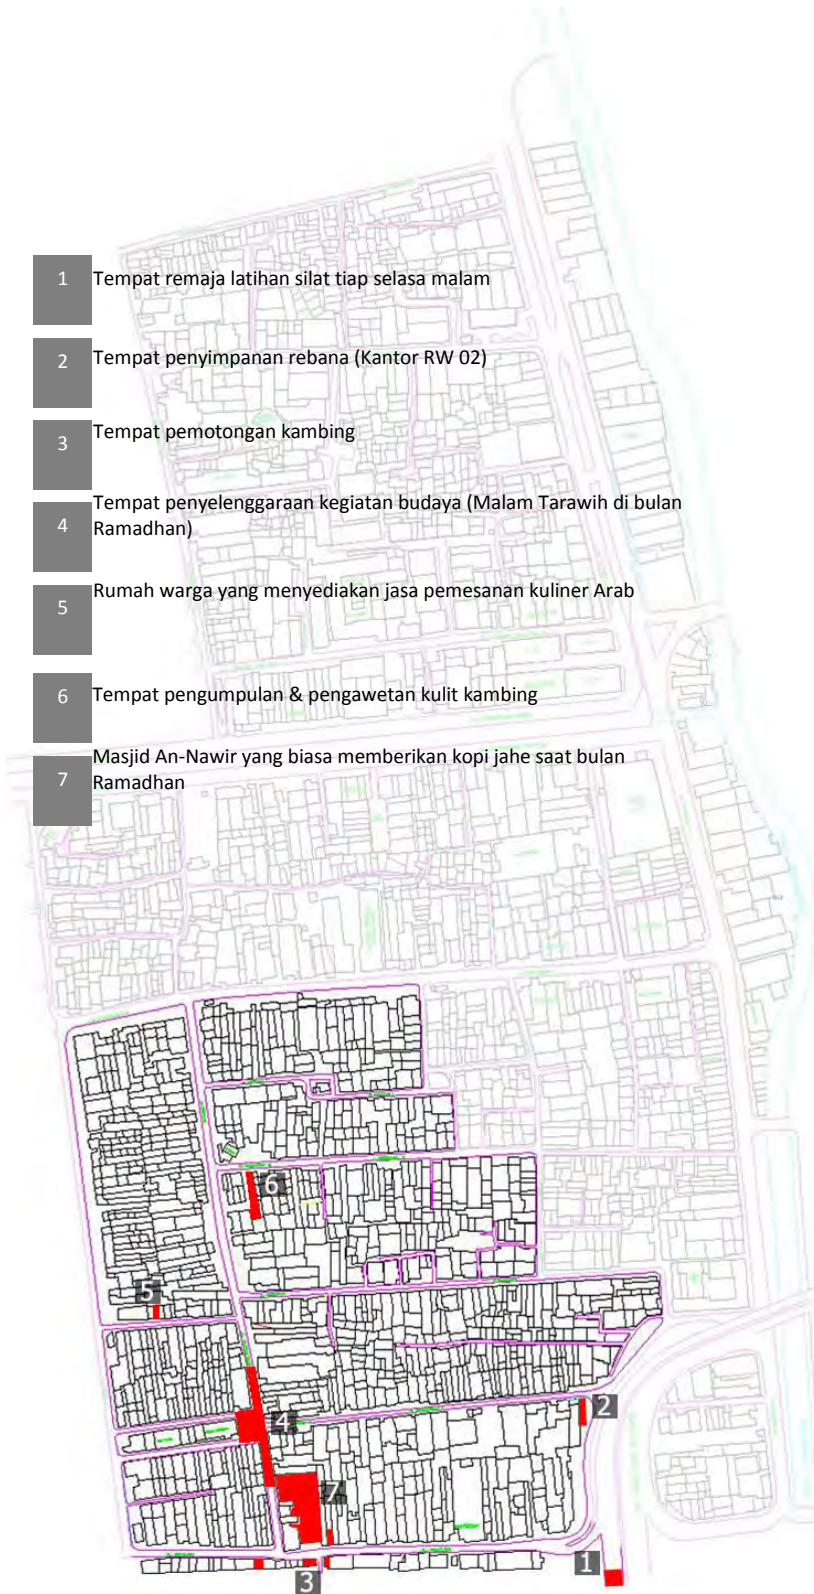 1
Tempat remaja latihan silat tiap selasa malam
2
Tempat penyimpanan rebana (Kantor RW 02)
3
Tempat pemotongan kambing
4
Tempat penyelenggaraan kegiatan budaya (Malam Tarawih di bulan
Ramadhan)
5
Rumah warga yang menyediakan jasa pemesanan kuliner Arab
6
Tempat pengumpulan & pengawetan kulit kambing
7
Masjid An-Nawir yang biasa memberikan kopi jahe saat bulan
Ramadhan
6
5
2
4
7
1
3